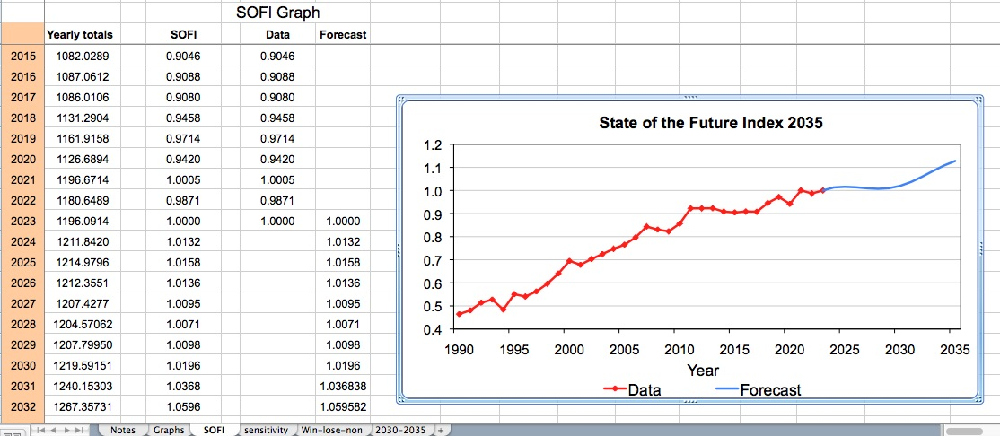 SOFI Graph
Yearly totals SOFI Data Forecast
2015 1082.0289 0.9046 0.9046
2016 1087.0612 0.9088 0.9088
2017 1086.0106 0.9080 0.9080
2018 1131.2904 0.9458 0.9458
2019 1161.9158 0.9714 0.9714
2020 1126.6894 0.9420 0.9420
2021 1196.6714 1.0005 1.0005
2022 1180.6489 0.9871 0.9871
2023 1196.0914 1.0000 1.0000 1.0000
2024 1211.8420 1.0132 1.0132
2025 1214.9796 1.0158 1.0158
2026 1212.3551 1.0136 1.0136
2027 1207.4277 1.0095 1.0095
2028 1204.57062 1.0071 1.0071
2029 1207.79950 1.0098 1.0098
2030 1219.59151 1.0196 1.0196
2031 1240.15303 1.0368 1.036838
2032 1267.35731 1.0596 1.059582
State of the Future Index 2035
1.2
1.1
1.0
0.9
0.8
0.7
0.6
0.5
0.4
1990 1995 2000 2005 2010 2015 2020 2025 2030 2035
Year
Data Forecast
Notes Graphs SOFI sensitivity Win-lose-non 2030-2035 +